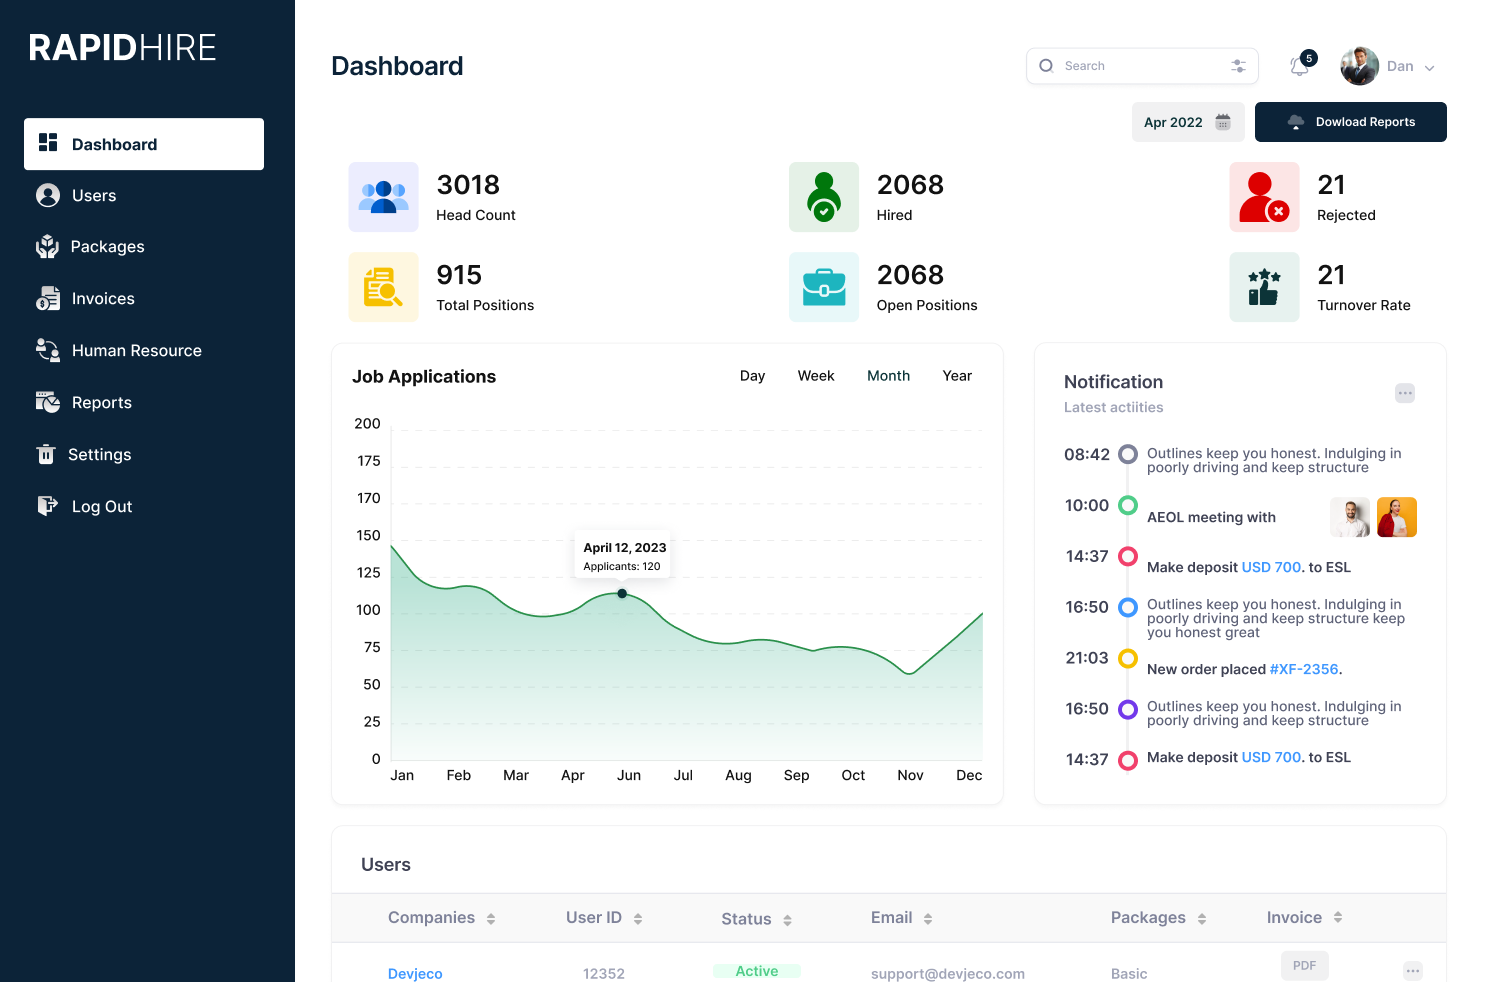 RAPIDHIRE
Dashboard
Users
Packages
Invoices
Human Resource
Reports
Settings
Log Out
Dashboard
Search
5
Dan
Apr 2022
Dowload Reports
3018
Head Count
2068
Hired
21
Rejected
915
Total Positions
2068
Open Positions
21
Turnover Rate
Job Applications
Day Week Month Year
200
175
170
150
125
100
75
50
25
0
April 12, 2023
Applicants: 120
Jan Feb Mar Apr Jun Jul Aug Sep Oct Nov Dec
Notification
Latest actiities
08:42
Outlines keep you honest. Indulging in
poorly driving and keep structure
10:00
AEOL meeting with
14:37
Make deposit USD 700. to ESL
16:50
Outlines keep you honest. Indulging in
poorly driving and keep structure keep
you honest great
21:03
New order placed #XF-2356.
16:50
Outlines keep you honest. Indulging in
poorly driving and keep structure
14:37
Make deposit USD 700. to ESL
Users
Companies User ID Status Email Packages Invoice
Devjeco 12352 Active support@devjeco.com Basic PDF